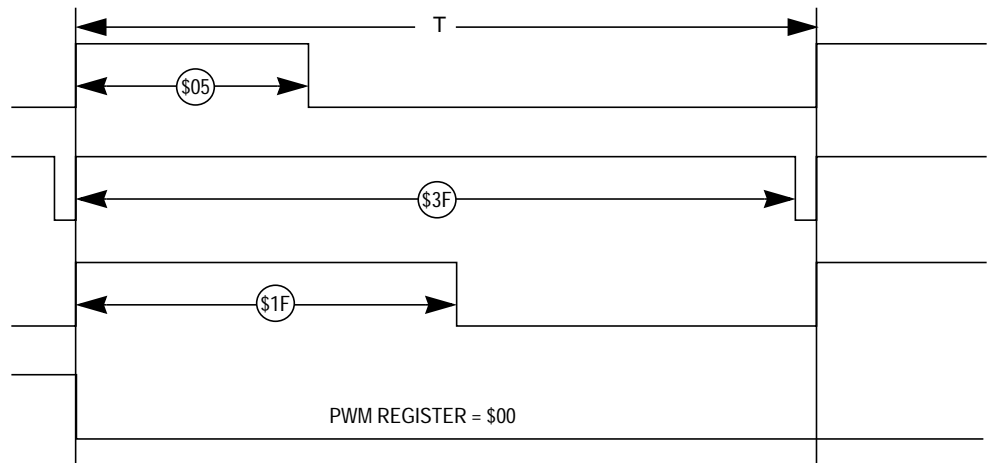 T
$05
$3F
$1F
PWM REGISTER = $00